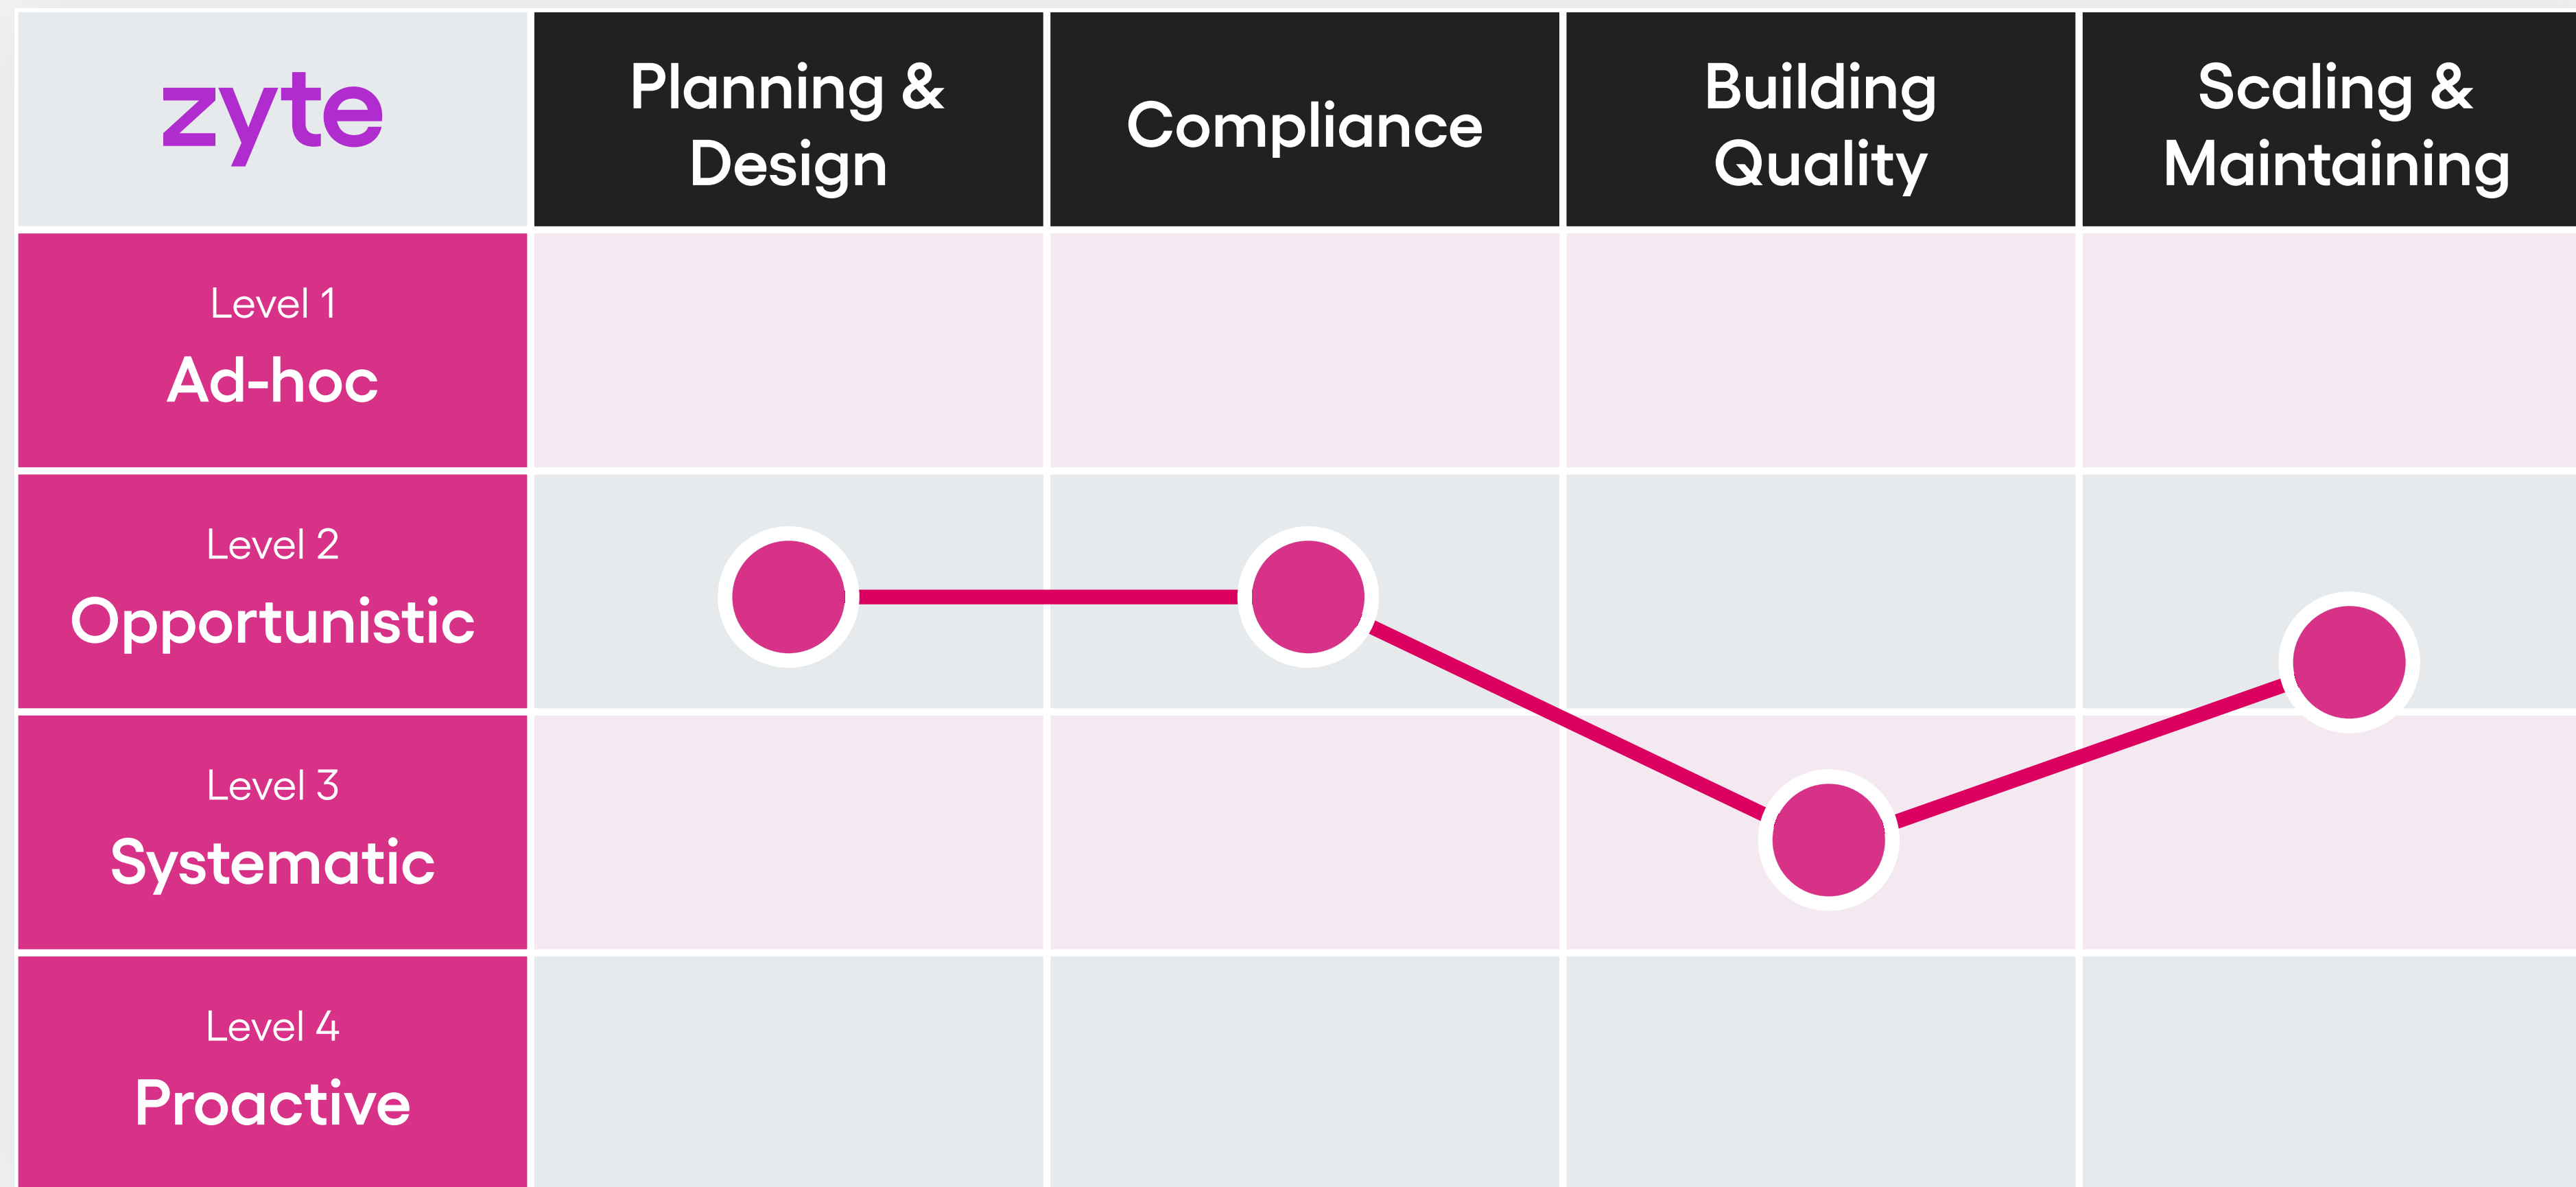 zyte
Planning &
Design
Compliance
Building
Quality
Scaling &
Maintaining
Level 1
Ad-hoc
Level 2
Opportunistic
Level 3
Systematic
Level 4
Proactive